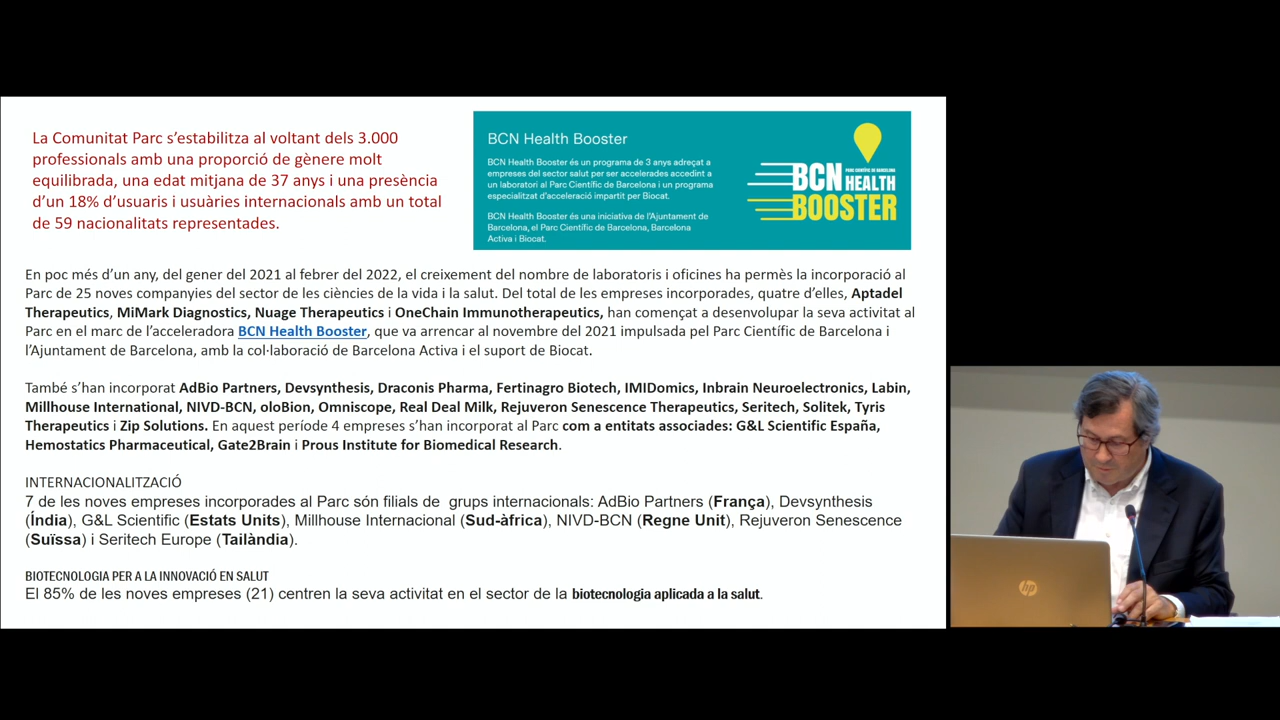 La Comunitat Parc s'estabilitza al voltant dels 3.000
professionals amb una proporció de gènere molt
equilibrada, una edat mitjana de 37 anys i una presència
d'un 18% d'usuaris i usuàries internacionals amb un total
de 59 nacionalitats representades.
BCN Health Booster
BCN Health Booster és un programa de 3 anys adreçat a
empreses del sector salut per ser accelerades accedint a
un laboratori al Parc Científic de Barcelona i un programa
especialitzat d'acceleració impartit per Biocat.
BCN Health Booster és una iniciativa de l'Ajuntament de
Barcelona, el Parc Científic de Barcelona, Barcelona
Activa i Biocat.
PARC CIENTÍFIC DE BARCELONA
BCN HEALTH
BOOSTER
En poc més d'un any, del gener del 2021 al febrer del 2022, el creixement del nombre de laboratoris i oficines ha permès la incorporació al
Parc de 25 noves companyies del sector de les ciències de la vida i la salut. Del total de les empreses incorporades, quatre d'elles, Aptadel
Therapeutics, MiMark Diagnostics, Nuage Therapeutics i OneChain Immunotherapeutics, han començat a desenvolupar la seva activitat al
Parc en el marc de l'acceleradora BCN Health Booster, que va arrencar al novembre del 2021 impulsada pel Parc Científic de Barcelona i
l'Ajuntament de Barcelona, amb la col·laboració de Barcelona Activa i el suport de Biocat.
També s'han incorporat AdBio Partners, Devsynthesis, Draconis Pharma, Fertinagro Biotech, IMIDomics, Inbrain Neuroelectronics, Labin,
Millhouse International, NIVD-BCN, oloBion, Omniscope, Real Deal Milk, Rejuveron Senescence Therapeutics, Seritech, Solitek, Tyris
Therapeutics i Zip Solutions. En aquest període 4 empreses s'han incorporat al Parc com a entitats associades: G&L Scientific España,
Hemostatics Pharmaceutical, Gate2Brain i Prous Institute for Biomedical Research.
INTERNACIONALITZACIÓ
7 de les noves empreses incorporades al Parc són filials de grups internacionals: AdBio Partners (França), Devsynthesis
(Índia), G&L Scientific (Estats Units), Millhouse Internacional (Sud-àfrica), NIVD-BCN (Regne Unit), Rejuveron Senescence
(Suïssa) i Seritech Europe (Tailàndia).
BIOTECNOLOGIA PER A LA INNOVACIÓ EN SALUT
El 85% de les noves empreses (21) centren la seva activitat en el sector de la biotecnologia aplicada a la salut.
hp